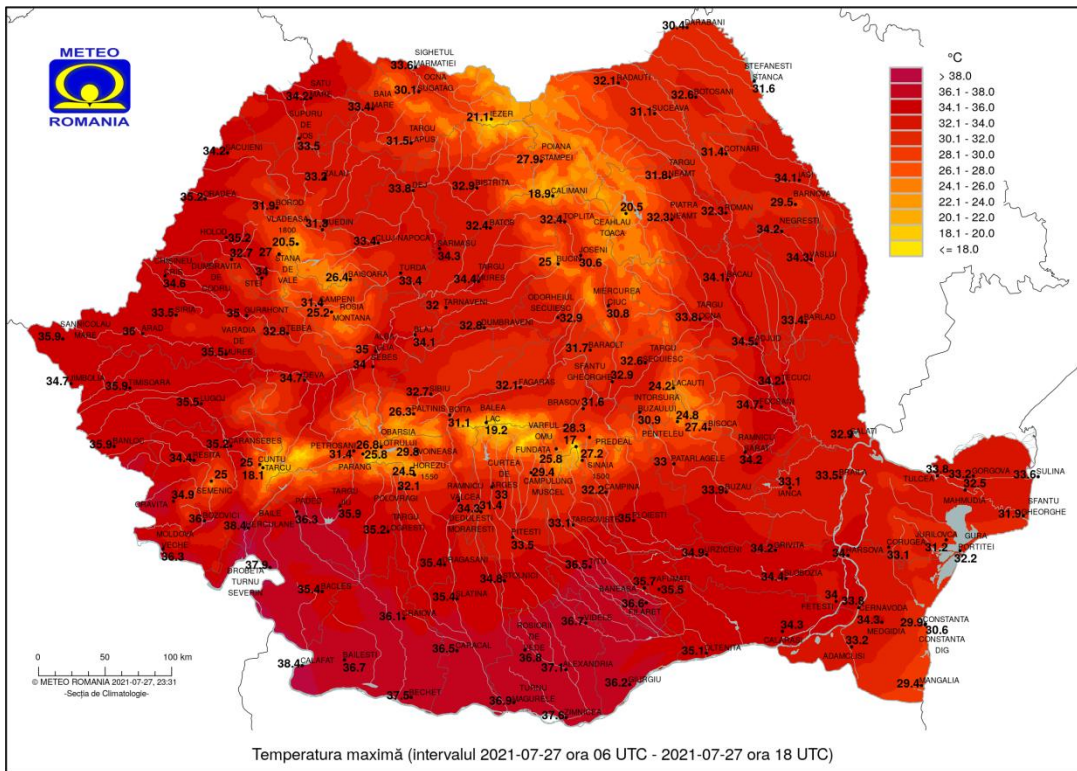 METEO
ROMANIA
°C
> 38.0
36.1 - 38.0
34.1 - 36.0
32.1 - 34.0
30.1 - 32.0
28.1 - 30.0
26.1 - 28.0
24.1 - 26.0
22.1 - 24.0
20.1 - 22.0
18.1 - 20.0
<= 18.0
30.4 DARABANI
SIGHETUL
33.6 MARMATIEI
OCNA
30.1 SUGATAG
32.1 RADAUTI
STEFANESTI
STANCA
31.6
SATU
34.2 MARE
BAIA
33.4 MARE
32.6 BOTOSANI
31.1 SUCEAVA
21.1 IEZER
SUPURU
DE
JOS
33.5
TARGU
31.5 LAPUS
POIANA
27.9 STAMPEI
31.4 COTNARI
34.2 SACUIENI
33.2 ZALAU
33.8 DEJ
32.9 BISTRITA
TARGU
31.8 NEAMT
34.1 IASI
35.2 ORADEA
31.9 BOROD
18.9 CALIMANI
20.5
CEAHLAU
TOACA
PIATRA
32.3 NEAMT
32.3 ROMAN
BARNOVA
29.5
VLADEASA
1800
20.5
31.3 HUEDIN
32.4 BATOS
32.4 TOPLITA
NEGRESTI
34.2
HOLOD
35.2
32.7
DUMBRAVITA
DE
CODRU
27
STANA
DE
VALE
33.4 CLUJ-NAPOCA
SARMASU
34.3
JOSENI
30.6
25 BUCIN
34.3 VASLUI
CHISINEU
CRIS
34.6
34
STEI
26.4 BAISOARA
TURDA
33.4
TARGU
34.4 MURES
34.1 BACAU
31.4 CAMPENI
25.2 ROSIA
MONTANA
32 TARNAVENI
ODORHEIUL
SECUIESC
32.9
MIERCUREA
CIUC
30.8
TARGU
33.8 OCNA
33.4 BARLAD
33.5 SIRIA
35 GURAHONT
SANNICOLAU
35.9 MARE
36 ARAD
VARADIA
DE
35.5 MURES
32.8 TEBEA
32.8 DUMBRAVENI
BLAJ
34.1
ALBA
35 IULIA
34 SEBES
31.7 BARAOLT
TARGU
32.6 SECUIESC
34.5 ADJUD
34.7 JIMBOLIA
35.9 TIMISOARA
34.7 DEVA
32.7 SIBIU
32.1 FAGARAS
SFANTU
GHEORGHE 32.9
24.2 LACAUTI
34.2 TECUCI
35.5 LUGOJ
26.3 PALTINIS
BOITA
31.1
BALEA
LAC
19.2
BRASOV 31.6
INTORSURA
BUZAULUI
30.9
24.8
PENTELEU
27.4 BISOCA
34.7 FOCSANI
35.9 BANLOC
35.2 CARANSEBES
34.4 RESITA
25 CUNTU
TARCU
18.1
PETROSANI
31.4
PARANG
26.8
25.8
OBARSIA
LOTRULUI
29.8 VOINEASA
VARFUL
OMU
17
28.3
PREDEAL
27.2
SINAIA
1500
FUNDATA
25.8
32.9 GALATI
RAMNICU
SARAT
34.2
25
SEMENIC
24.5
HOREZU
1550
32.1
POLOVRAGI
CURTEA
DE
ARGES
33
29.4
CAMPULUNG
MUSCEL
33 PATARLAGELE
33.5 BRAILA
33.8
TULCEA
33.2 GORGOVA
32.5
MAHMUDIA
33.6 SULINA
34.9
ORAVITA
TARGU
JIU
35.9
PADES
36.3
RAMNICU
VALCEA
34.3
31.4
DEDULESTI
MORARESTI
32.2 CAMPINA
33.9 BUZAU
33.1
IANCA
36 BOZOVICI
BAILE
38.4 HERCULANE
TARGU
35.2 LOGRESTI
PITESTI
33.5
33.1 TARGOVISTE
35 PLOIESTI
SFANTU
31.9 GHEORGHE
MOLDOVA
VECHE
36.3
34.9 URZICENI
34.2 GRIVITA
34 HARSOVA
CORUGEA
33.1
JURILOVCA
31.2
GURA
PORTITEI
32.2
37.9
DROBETA
TURNU
SEVERIN
35.4 BACLES
35.4 DRAGASANI
34.8 STOLNICI
36.5 TITU
BANEASA
35.7 AFUMATI
35.5
36.6
FILARET
34.4 SLOBOZIA
36.1 CRAIOVA
35.4 SLATINA
36.7 VIDELE
34
FETESTI
33.8
CERNAVODA
34.3
MEDGIDIA
29.9 CONSTANTA
30.6
CONSTANTA
DIG
34.3
CALARASI
33.2
ADAMCLISI
38.4 CALAFAT
BAILESTI
36.7
36.5 CARACAL
ROSIORII
DE
VEDE
36.8
37.1 ALEXANDRIA
35.1 OLTENITA
36.2 GIURGIU
29.4 MANGALIA
37.5 BECHET
TURNU
36.9 MAGURELE
37.6 ZIMNICEA
0 50 100 km
© METEO ROMANIA 2021-07-27, 23:31
-Secția de Climatologie-
Temperatura maximă (intervalul 2021-07-27 ora 06 UTC - 2021-07-27 ora 18 UTC)